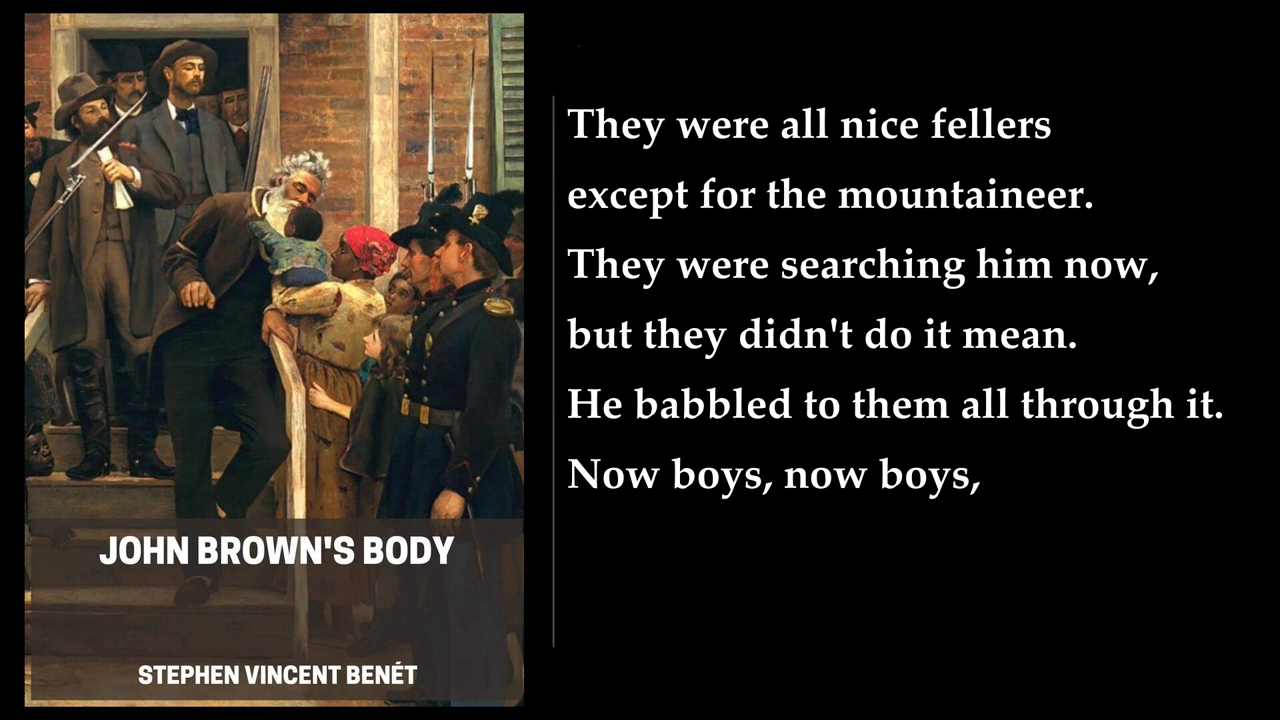 They were all nice fellers
except for the mountaineer.
They were searching him now,
but they didn't do it mean.
He babbled to them all through it.
Now boys, now boys,
JOHN BROWN'S BODY
STEPHEN VINCENT BENÉT